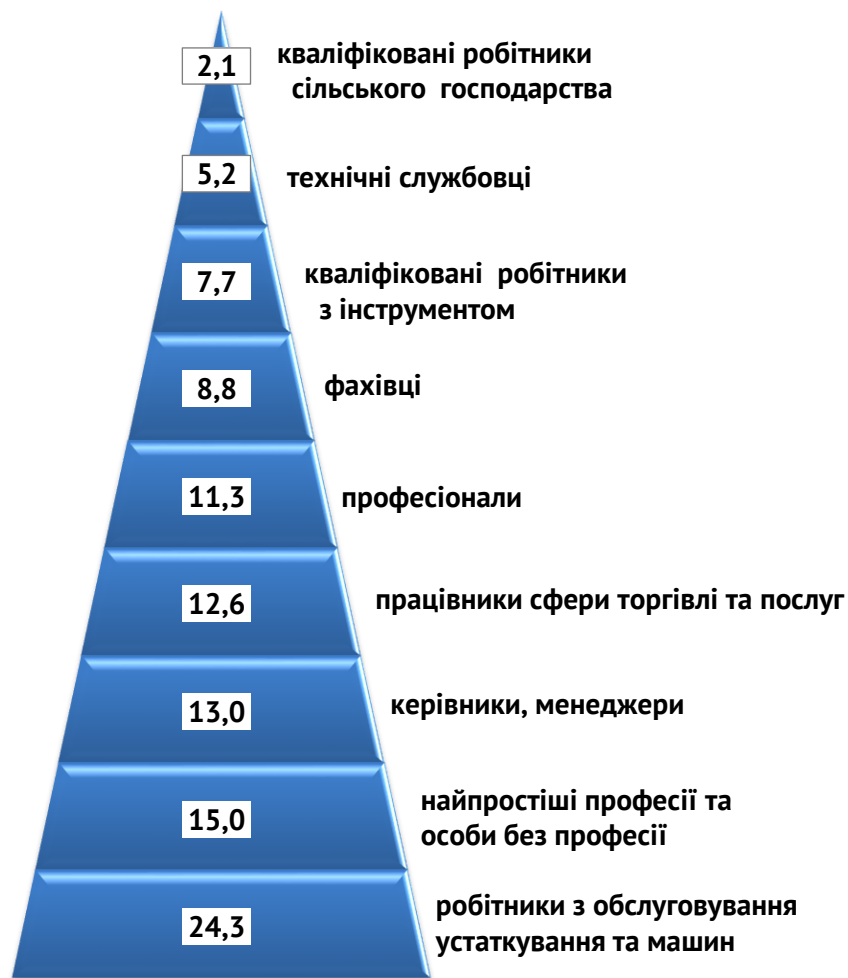 2,1
кваліфіковані робітники
сільського господарства
5,2
технічні службовці
7,7
кваліфіковані робітники
з інструментом
8,8
фахівці
11,3
професіонали
12,6
працівники сфери торгівлі та послуг
13,0
керівники, менеджери
15,0
найпростіші професії та
особи без професії
24,3
робітники з обслуговування
устаткування та машин